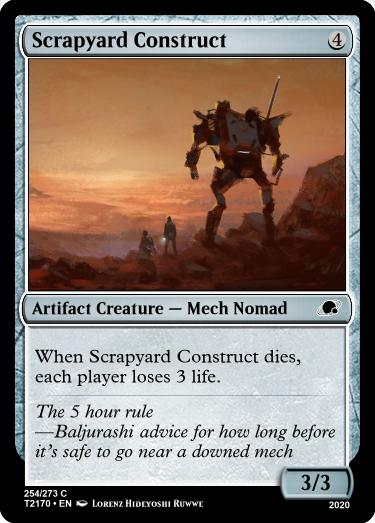 Scrapyard Construct 4
Artifact Creature — Mech Nomad
When Scrapyard Construct dies,
each player loses 3 life.
The 5 hour rule
—Baljurashi advice for how long before
it's safe to go near a downed mech
3/3
254/273 C
T2170 • EN Lorenz Hideyoshi Ruwwe
2020